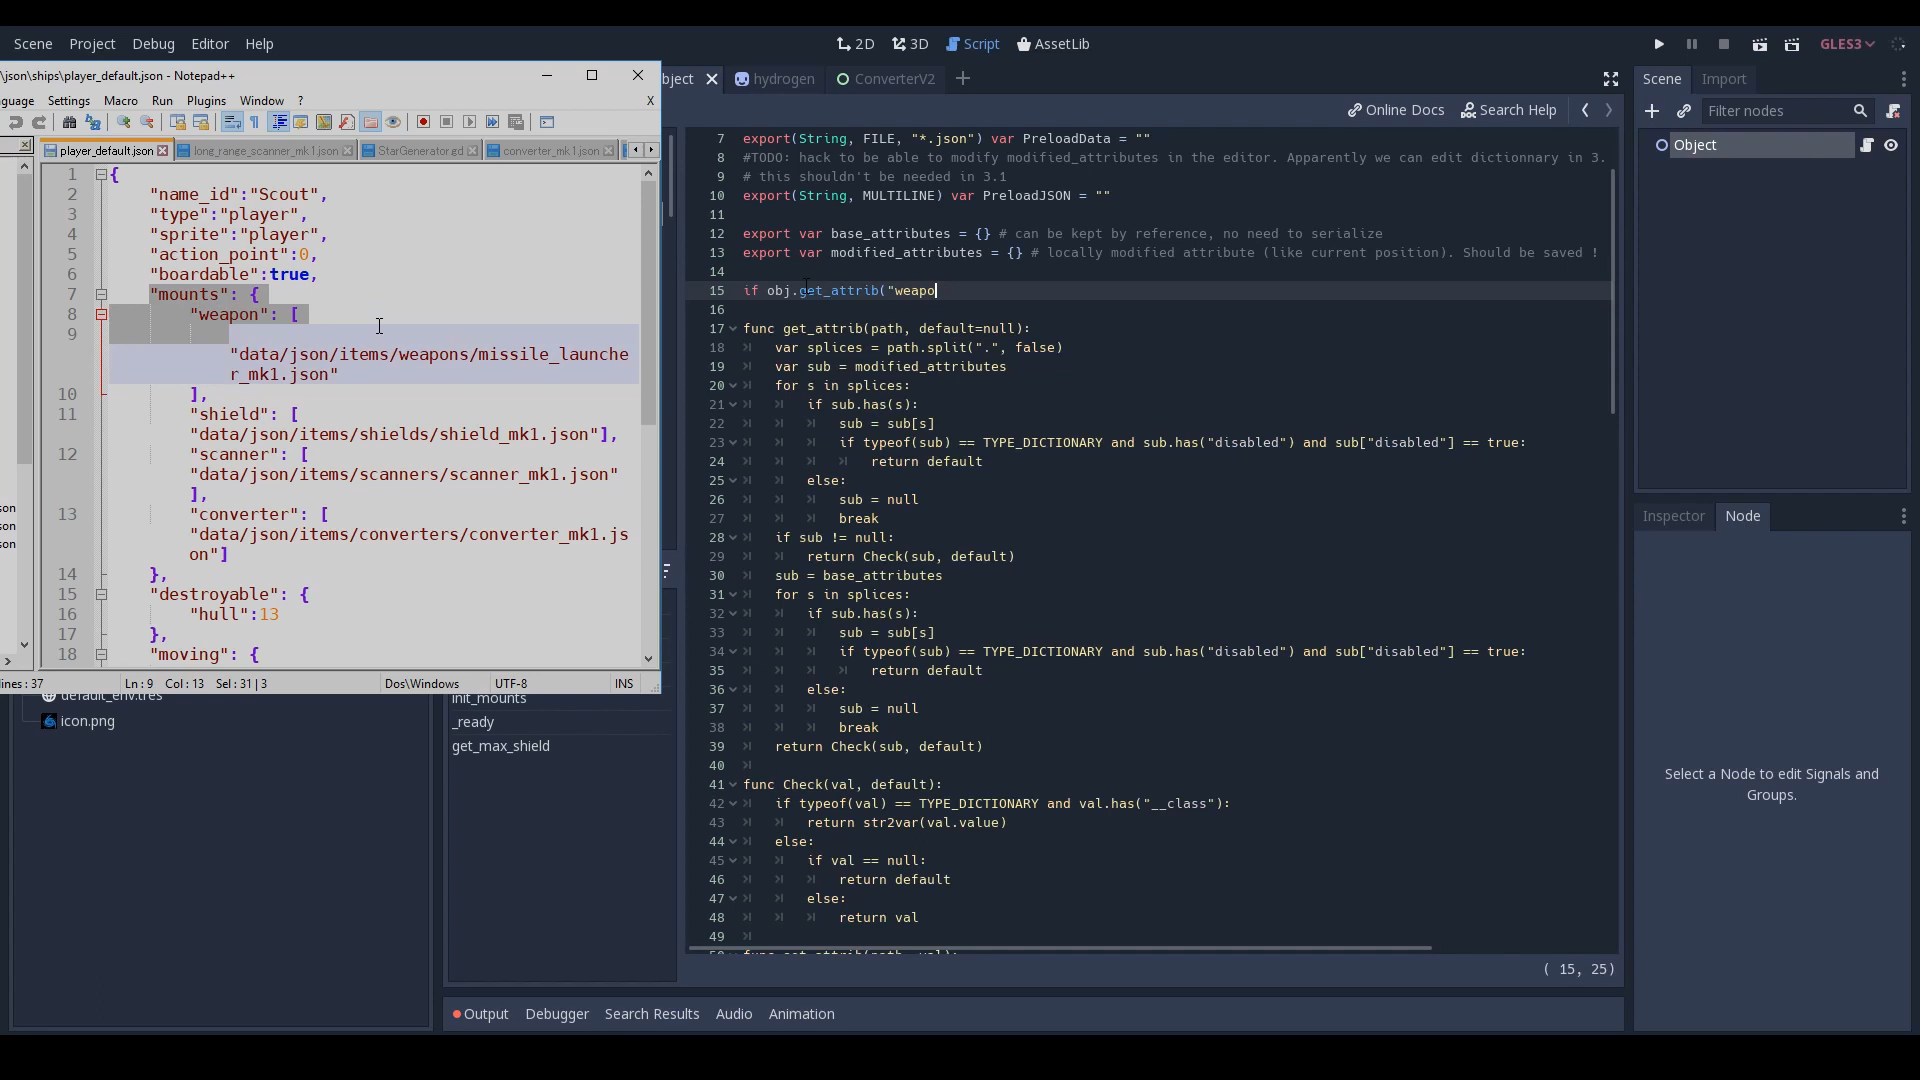 Scene Project Debug Editor Help
2D 3D Script AssetLib
GLES3
\json\ships\player_default.json - Notepad++
nguage Settings Macro Run Plugins Window ? X
player_default.json long_range_scanner_mk1.json StarGenerator.gd converter_mk1.json
1 {
2 "name_id":"Scout",
3 "type":"player",
4 "sprite":"player",
5 "action_point":0,
6 "boardable":true,
7 "mounts": {
8 "weapon": [
9
"data/json/items/weapons/missile_launche
r_mk1.json"
10 ],
11 "shield": [
"data/json/items/shields/shield_mk1.json"],
12 "scanner": [
"data/json/items/scanners/scanner_mk1.json"
],
13 "converter": [
"data/json/items/converters/converter_mk1.js
on"]
14 },
15 "destroyable": {
16 "hull":13
17 },
18 "moving": {
son
son
son
ines : 37 Ln : 9 Col : 13 Sel : 31 | 3 Dos\Windows UTF-8 INS
default_env.tres
icon.png
init_mounts
_ready
get_max_shield
bject hydrogen ConverterV2
Online Docs Search Help
7 export(String, FILE, "*.json") var PreloadData = ""
8 #TODO: hack to be able to modify modified_attributes in the editor. Apparently we can edit dictionnary in 3.
9 # this shouldn't be needed in 3.1
10 export(String, MULTILINE) var PreloadJSON = ""
11
12 export var base_attributes = {} # can be kept by reference, no need to serialize
13 export var modified_attributes = {} # locally modified attribute (like current position). Should be saved !
14
15 if obj.get_attrib("weapo
16
17 func get_attrib(path, default=null):
18 var splices = path.split(".", false)
19 var sub = modified_attributes
20 for s in splices:
21 if sub.has(s):
22 sub = sub[s]
23 if typeof(sub) == TYPE_DICTIONARY and sub.has("disabled") and sub["disabled"] == true:
24 return default
25 else:
26 sub = null
27 break
28 if sub != null:
29 return Check(sub, default)
30 sub = base_attributes
31 for s in splices:
32 if sub.has(s):
33 sub = sub[s]
34 if typeof(sub) == TYPE_DICTIONARY and sub.has("disabled") and sub["disabled"] == true:
35 return default
36 else:
37 sub = null
38 break
39 return Check(sub, default)
40
41 func Check(val, default):
42 if typeof(val) == TYPE_DICTIONARY and val.has("__class"):
43 return str2var(val.value)
44 else:
45 if val == null:
46 return default
47 else:
48 return val
49
( 15, 25)
Output Debugger Search Results Audio Animation
Scene Import
Filter nodes
Object
Inspector Node
Select a Node to edit Signals and
Groups.